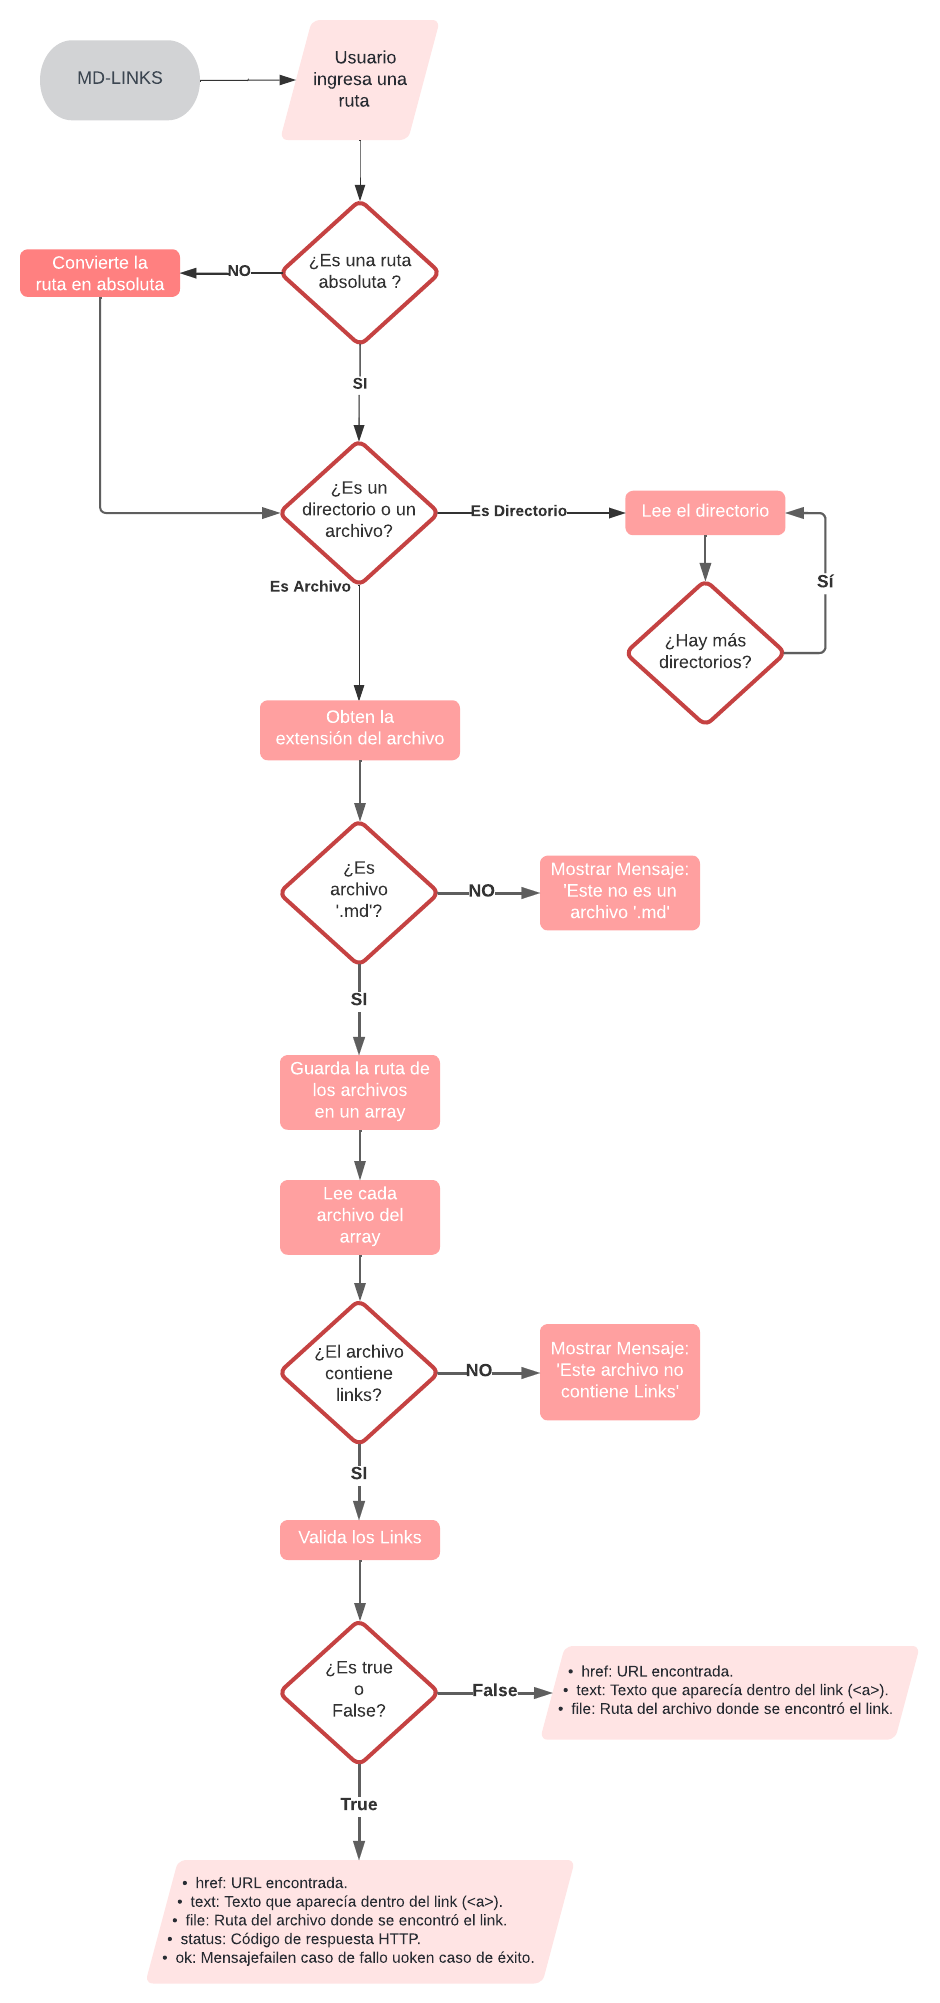 MD-LINKS
Usuario
ingresa una
ruta
¿Es una ruta
absoluta ?
NO
Convierte la
ruta en absoluta
SI
¿Es un
directorio o un
archivo?
Es Directorio
Lee el directorio
Sí
¿Hay más
directorios?
Es Archivo
Obten la
extensión del archivo
¿Es
archivo
'.md'?
NO
Mostrar Mensaje:
'Este no es un
archivo '.md'
SI
Guarda la ruta de
los archivos
en un array
Lee cada
archivo del
array
¿El archivo
contiene
links?
NO
Mostrar Mensaje:
'Este archivo no
contiene Links'
SI
Valida los Links
¿Es true
o
False?
False
• href: URL encontrada.
• text: Texto que aparecía dentro del link (<a>).
• file: Ruta del archivo donde se encontró el link.
True
• href: URL encontrada.
• text: Texto que aparecía dentro del link (<a>).
• file: Ruta del archivo donde se encontró el link.
• status: Código de respuesta HTTP.
• ok: Mensajefailen caso de fallo uoken caso de éxito.